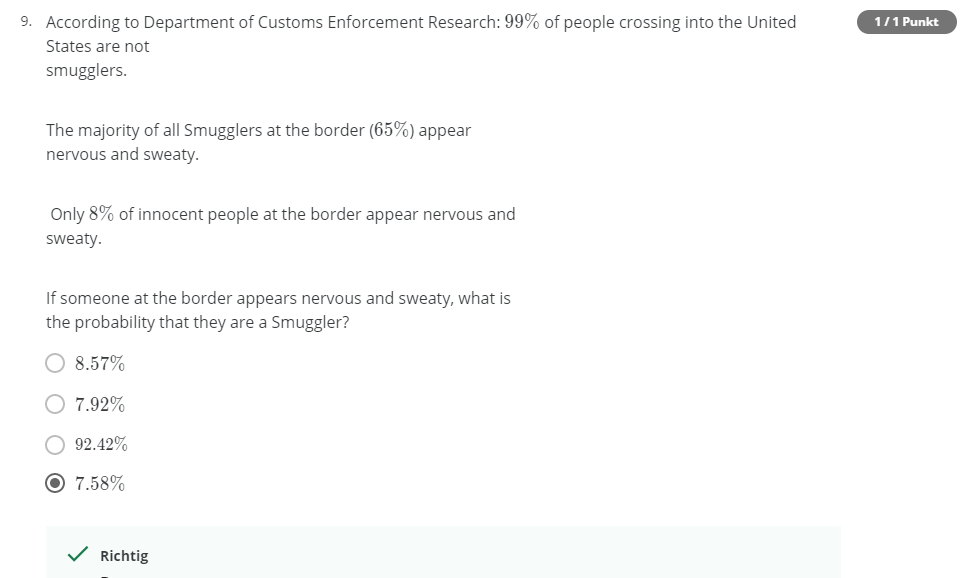 9. According to Department of Customs Enforcement Research: 99% of people crossing into the United
1 / 1 Punkt
States are not
smugglers.
The majority of all Smugglers at the border (65%) appear
nervous and sweaty.
Only 8% of innocent people at the border appear nervous and
sweaty.
If someone at the border appears nervous and sweaty, what is
the probability that they are a Smuggler?
8.57%
7.92%
92.42%
7.58%
Richtig